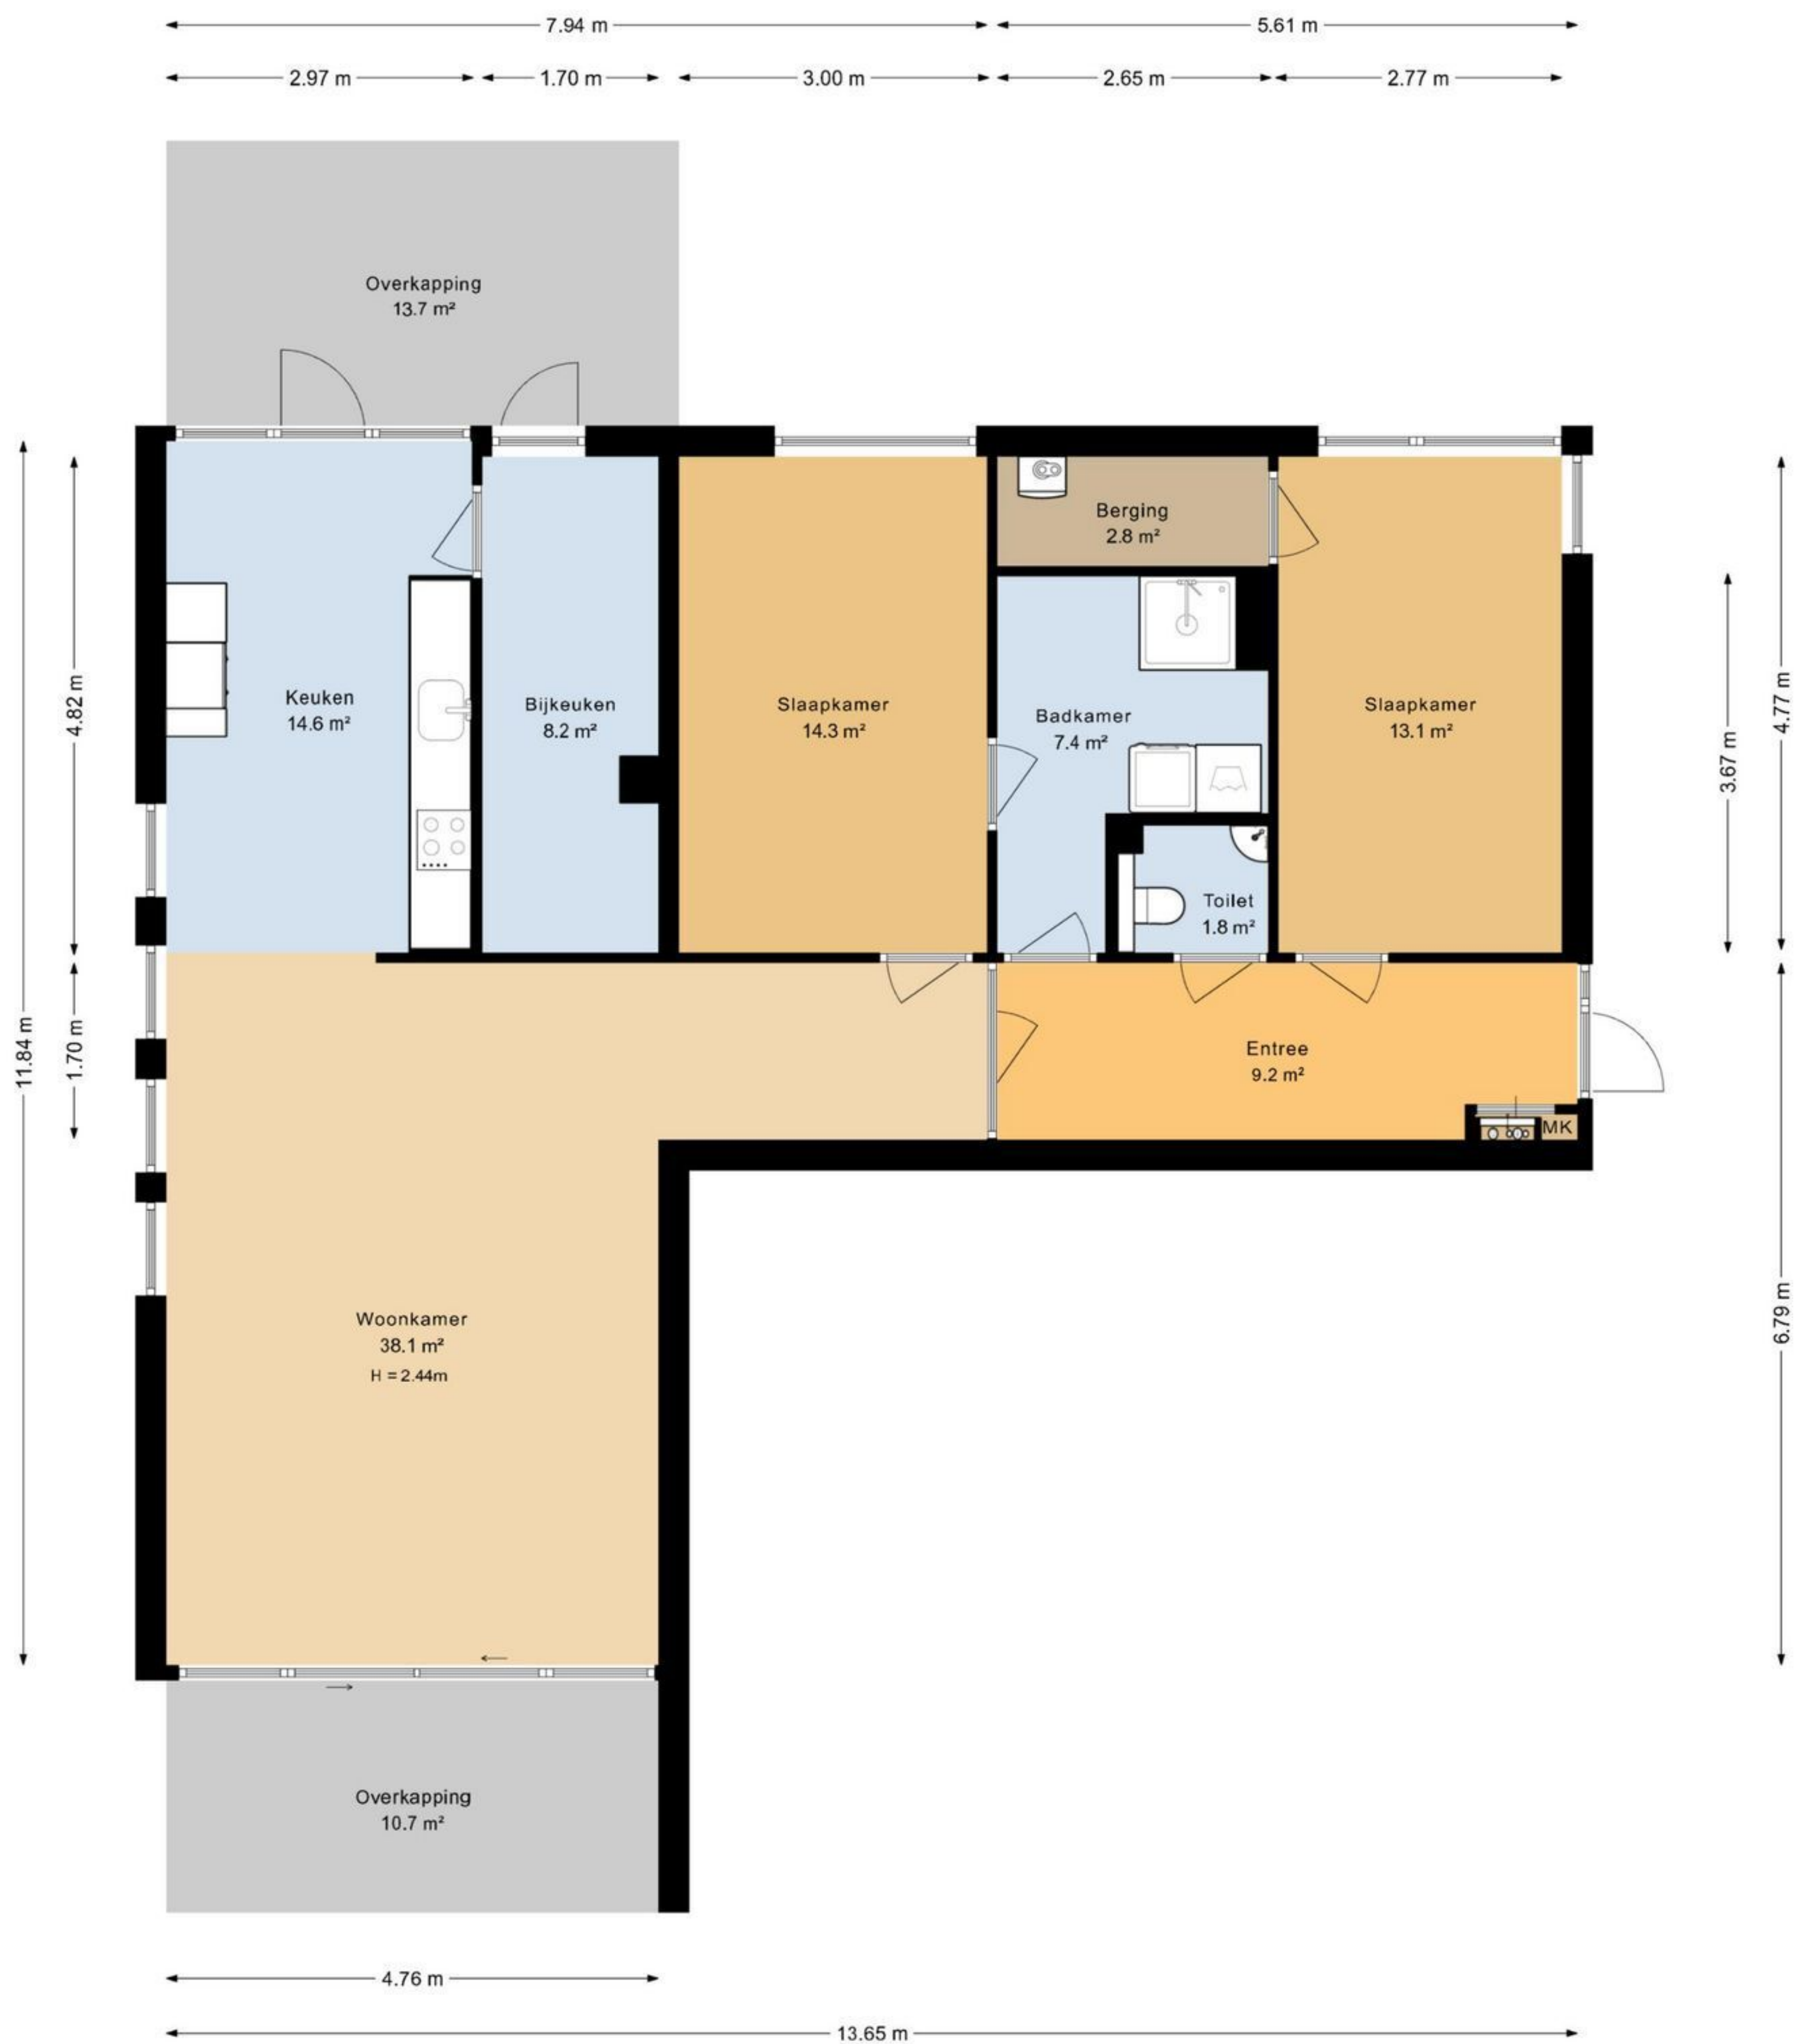 7.94 m
5.61 m
2.97 m
1.70 m
3.00 m
2.65 m
2.77 m
Overkapping
13.7 m²
Berging
2.8 m²
Keuken
14.6 m²
Bijkeuken
8.2 m²
Slaapkamer
14.3 m²
Badkamer
7.4 m²
Slaapkamer
13.1 m²
4.82 m
3.67 m
4.77 m
Toilet
1.8 m²
11.84 m
1.70 m
Entree
9.2 m²
MK
6.79 m
Woonkamer
38.1 m²
H = 2.44m
Overkapping
10.7 m²
4.76 m
13.65 m